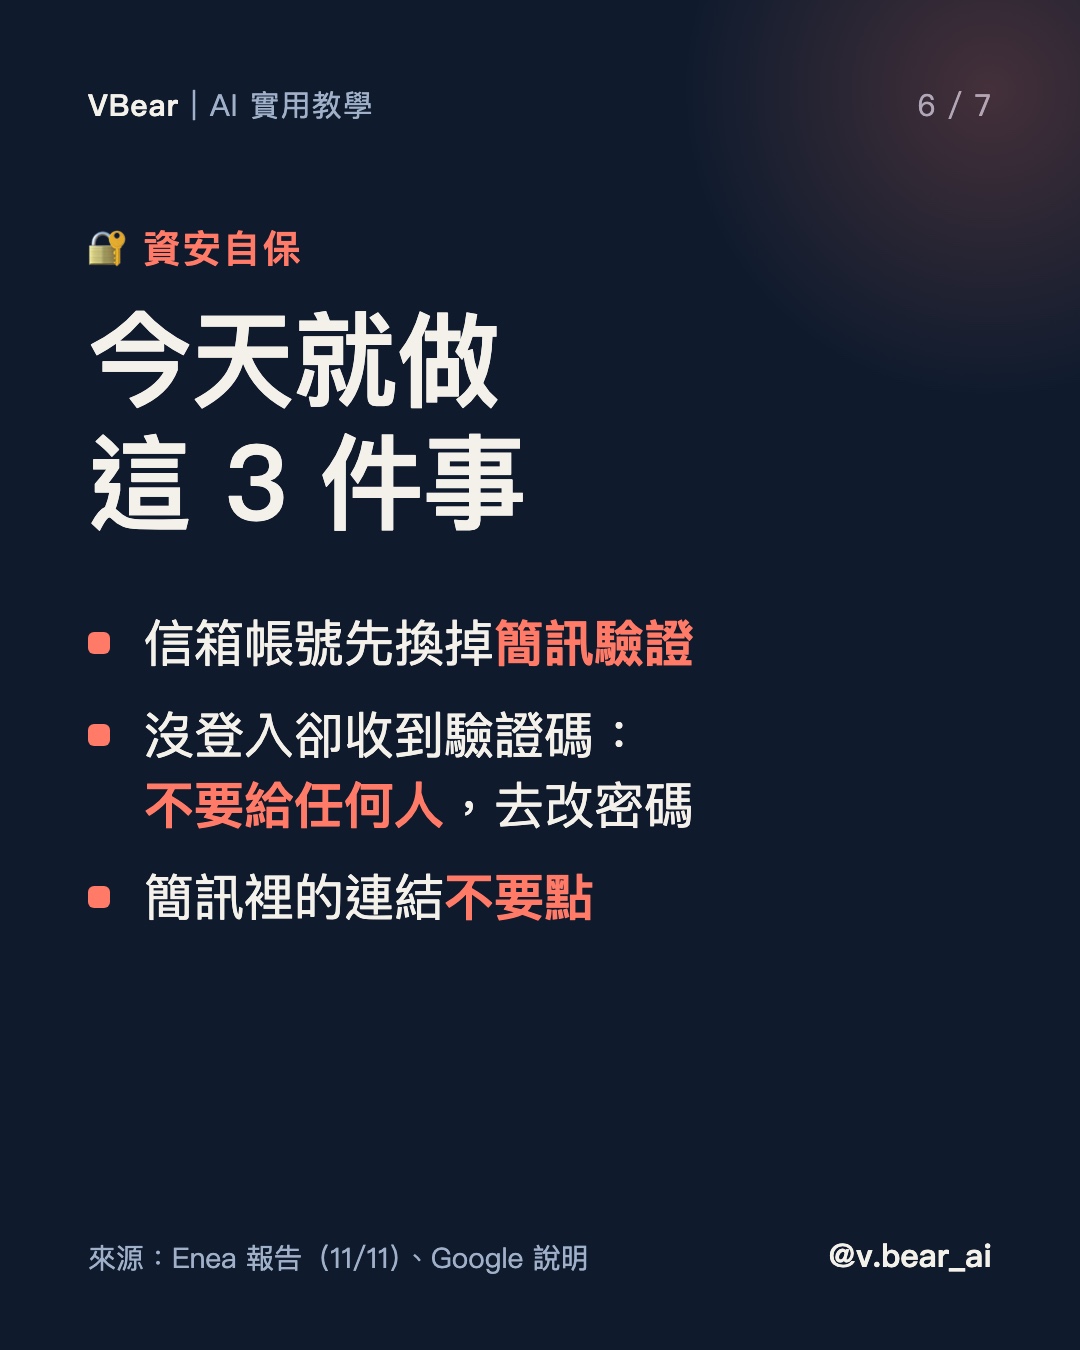 VBear | AI 實用教學
6 / 7
🔐 資安自保
今天就做
這 3 件事
信箱帳號先換掉簡訊驗證
沒登入卻收到驗證碼：
不要給任何人，去改密碼
簡訊裡的連結不要點
來源：Enea 報告（11/11）、Google 說明
@v.bear_ai